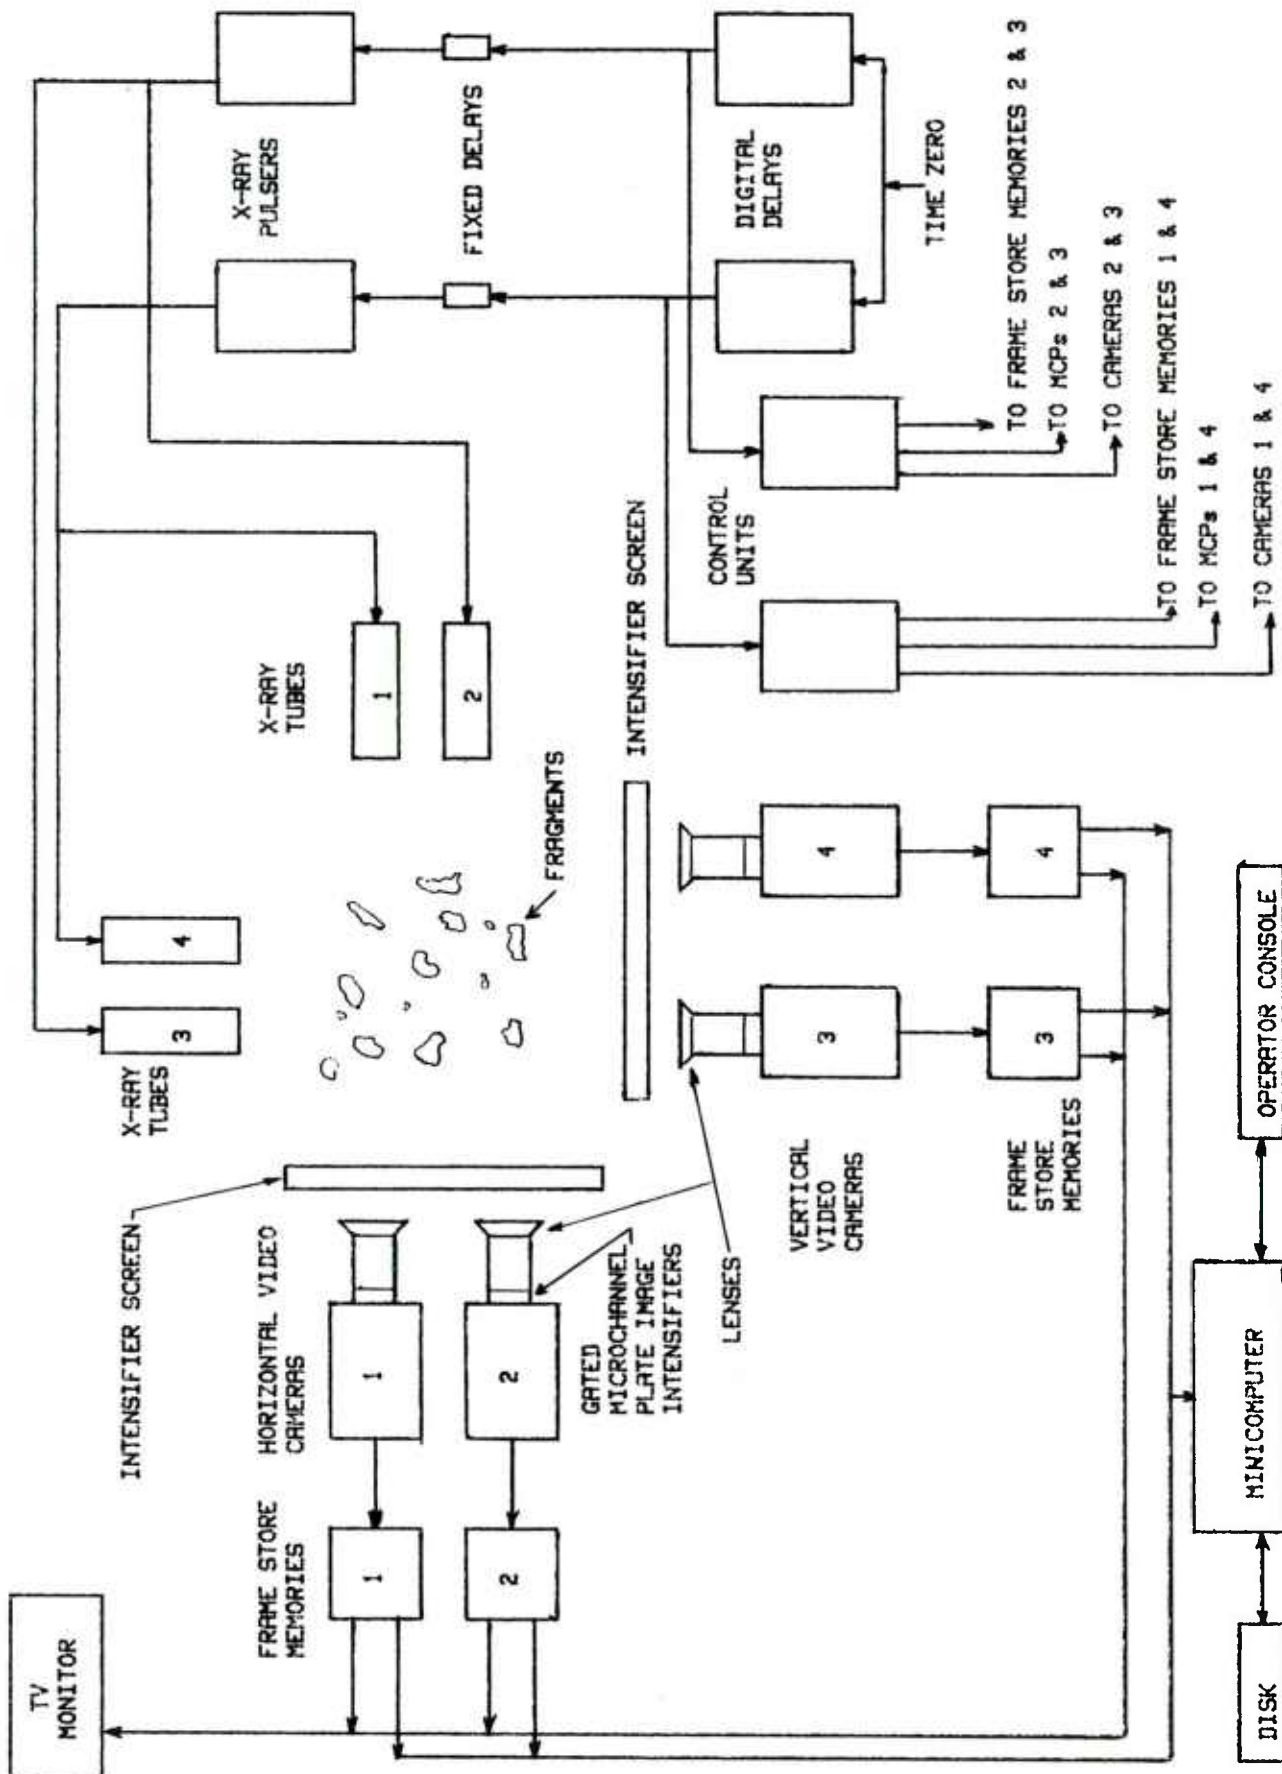 TV
MONITOR
FRAME STORE
MEMORIES
1
2
HORIZONTAL VIDEO
CAMERAS
1
2
INTENSIFIER SCREEN
GATED
MICROCHANNEL
PLATE IMAGE
INTENSIFIERS
LENSES
X-RAY
TUBES
3
4
FRAGMENTS
X-RAY
TUBES
1
2
X-RAY
PULSERS
FIXED DELAYS
DIGITAL
DELAYS
TIME ZERO
INTENSIFIER SCREEN
CONTROL
UNITS
VERTICAL
VIDEO
CAMERAS
3
4
FRAME
STORE
MEMORIES
3
4
TO FRAME STORE MEMORIES 2 & 3
TO MCPs 2 & 3
TO CAMERAS 2 & 3
TO FRAME STORE MEMORIES 1 & 4
TO MCPs 1 & 4
TO CAMERAS 1 & 4
DISK
MINICOMPUTER
OPERATOR CONSOLE